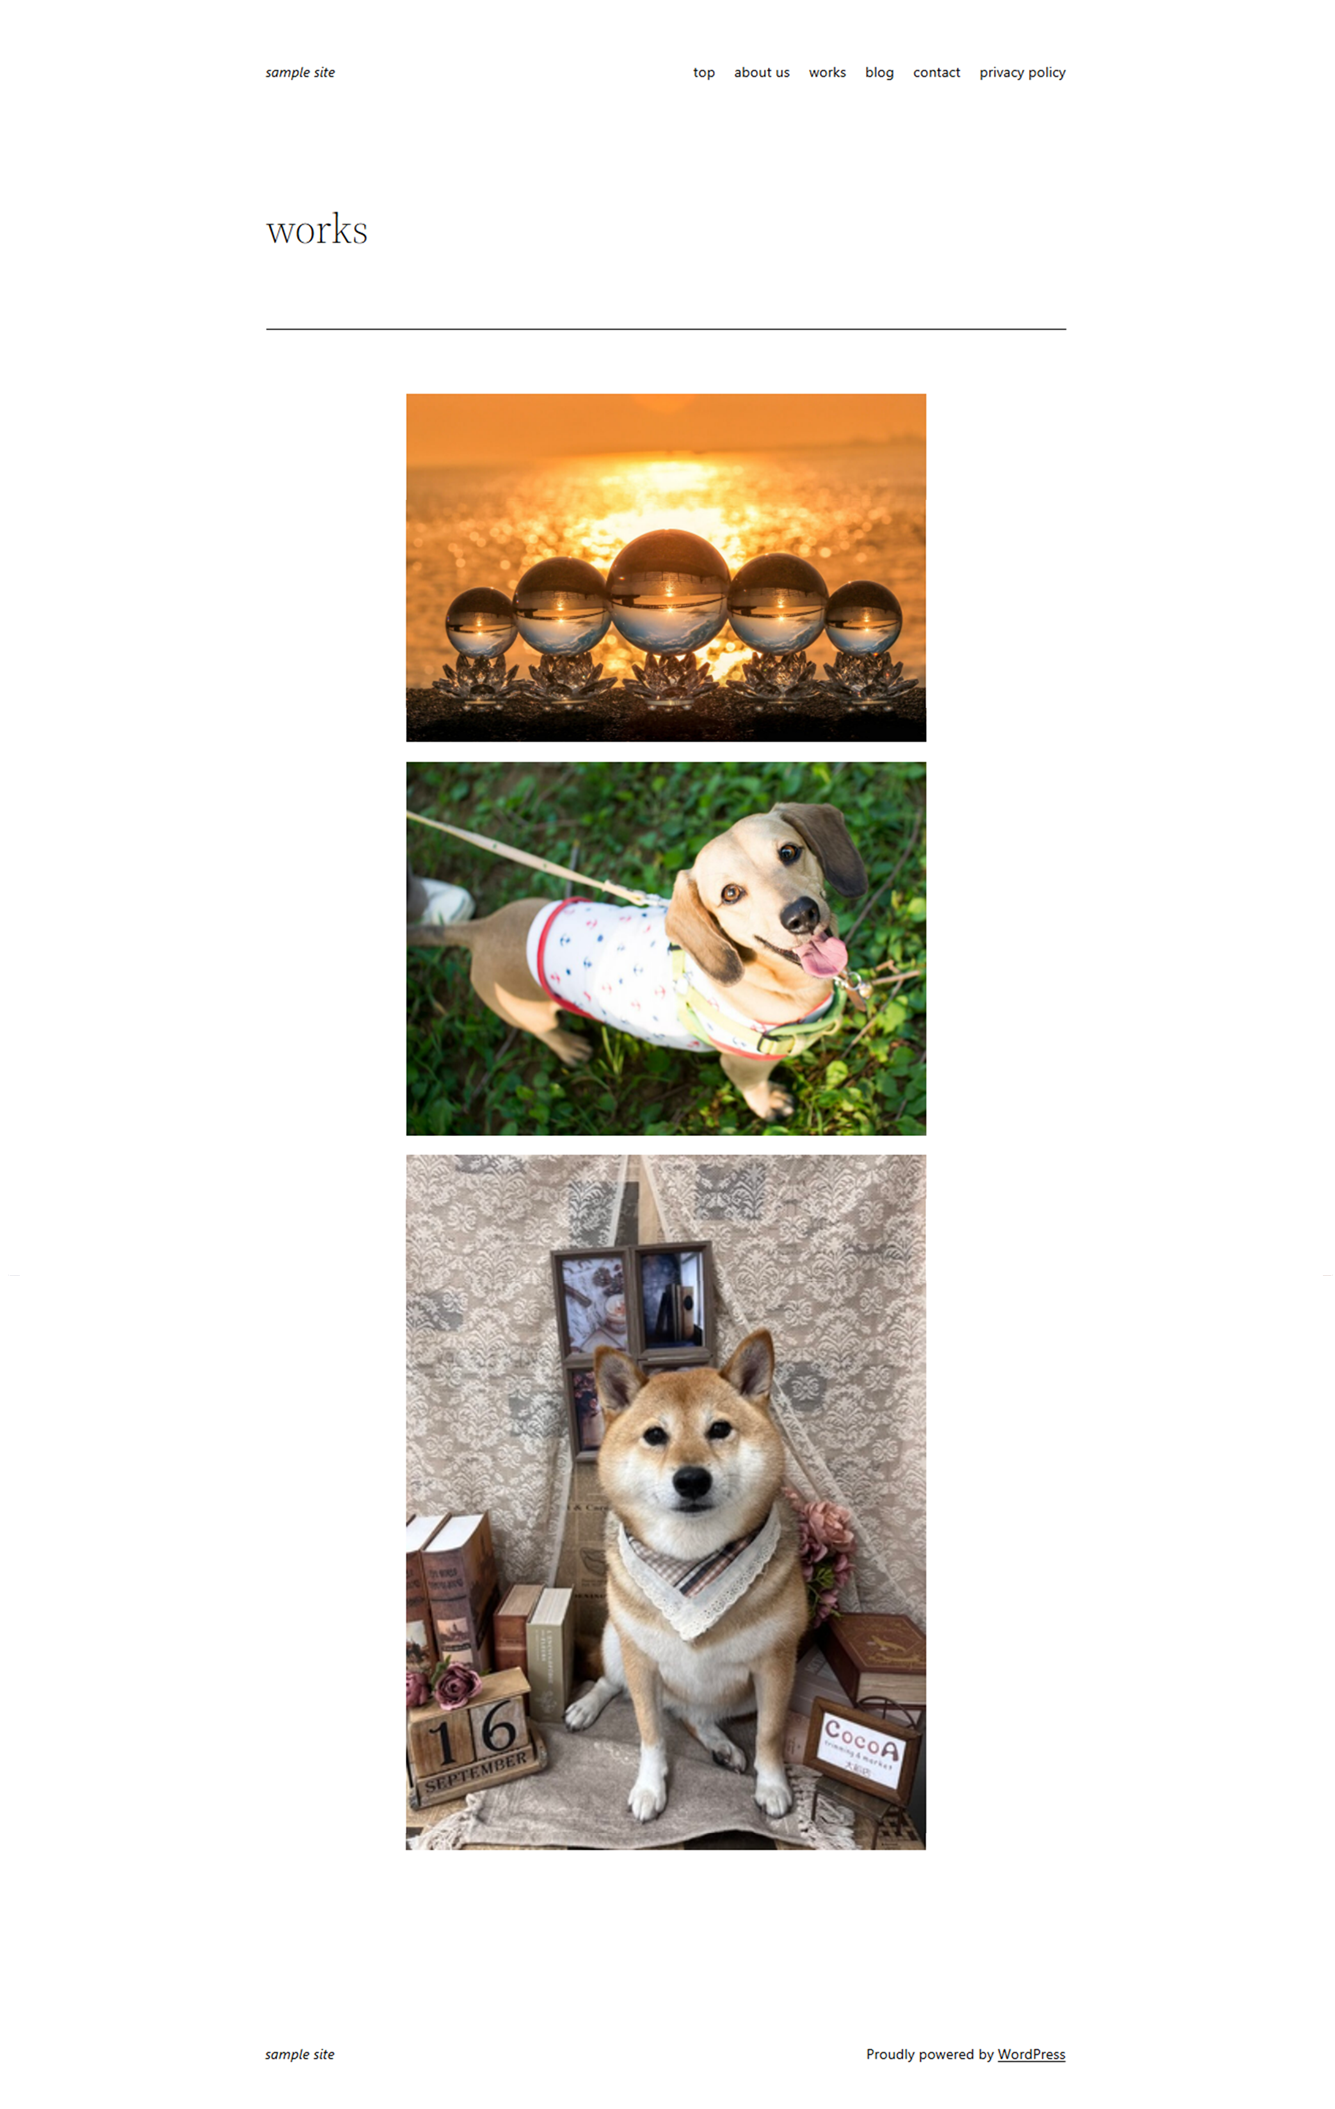 sample site
top about us works blog contact privacy policy
works
16
SEPTEMBER
CocoA
trimming & market
sample site
Proudly powered by WordPress